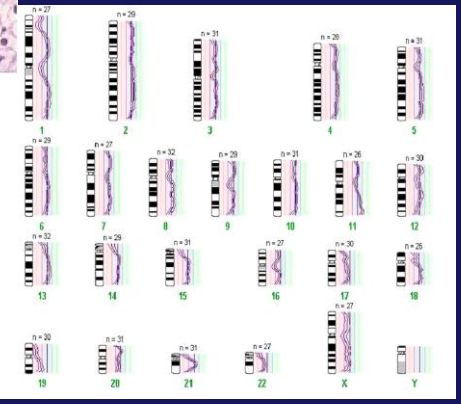 n = 27 n = 29 n = 31 n = 28 n = 31
1 2 3 4 5
n = 29 n = 27 n = 32 n = 29 n = 21 n = 26 n = 30
6 7 8 9 10 11 12
n = 32 n = 29 n = 31 n = 27 n = 30 n = 26
13 14 15 16 17 18
n = 30 n = 31 n = 31 n = 27 n = 27
19 20 21 22 X Y